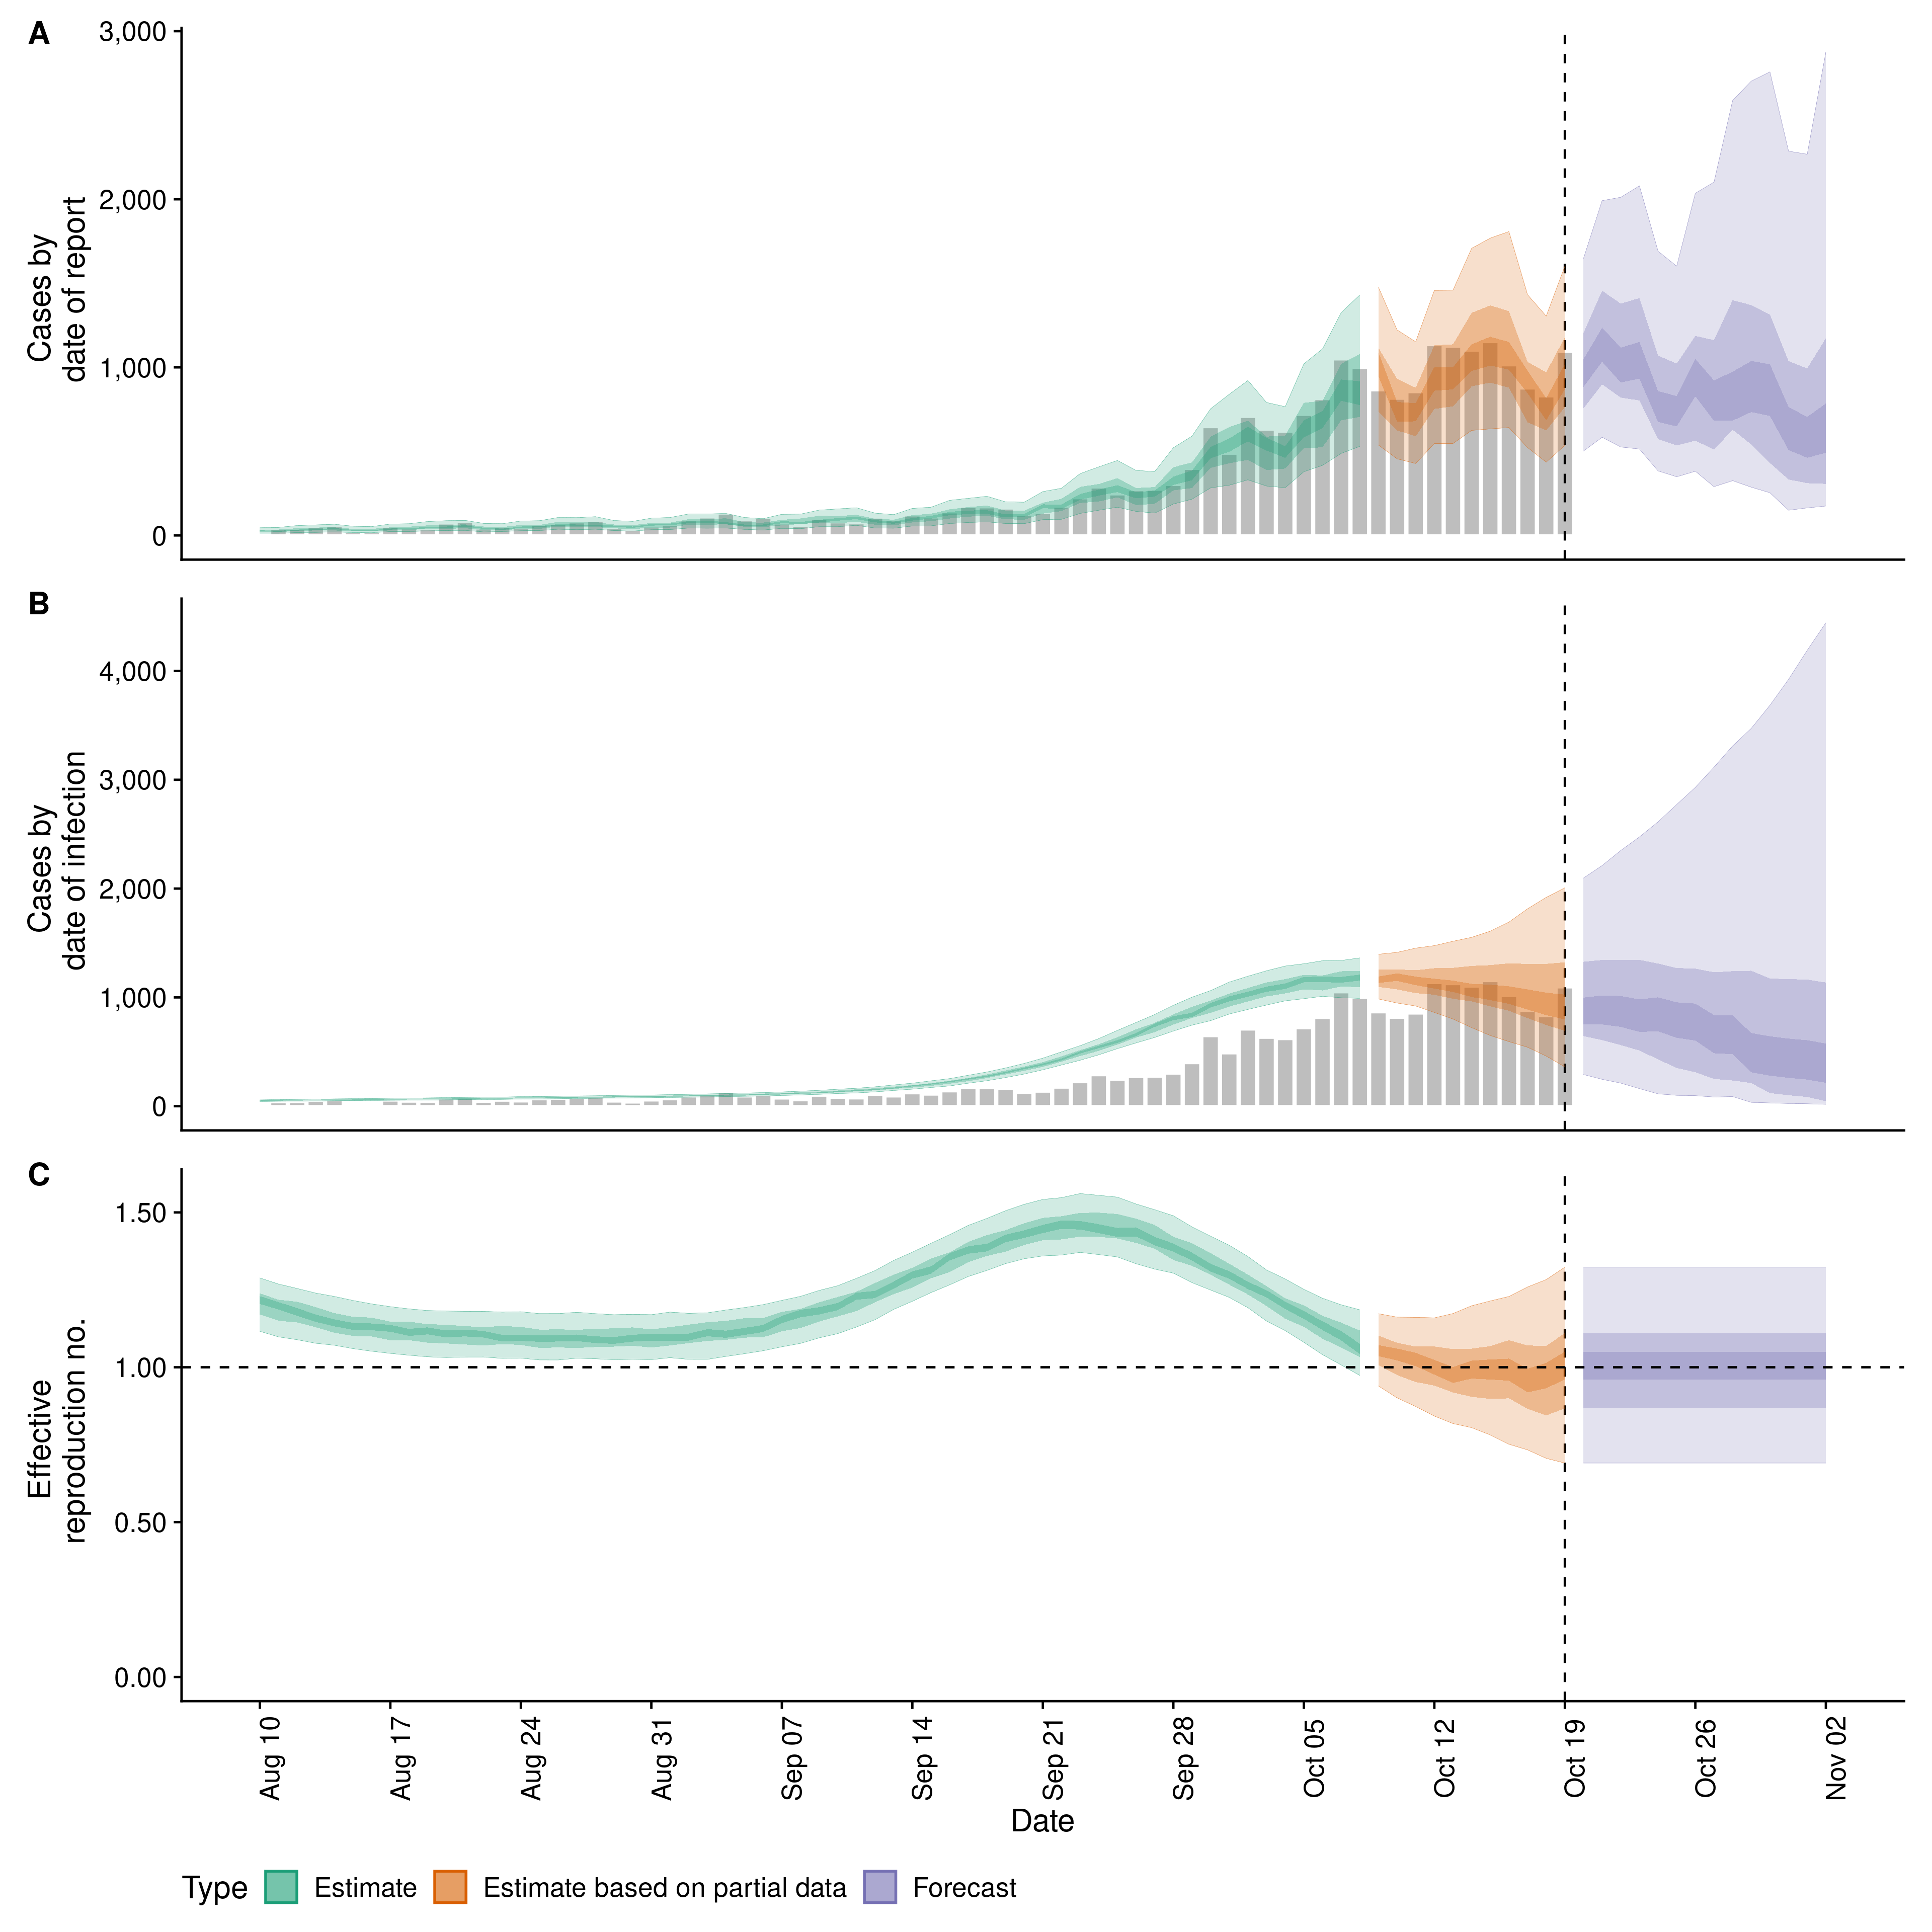 A
3,000
2,000
1,000
0
Cases by
date of report
B
4,000
3,000
2,000
1,000
0
Cases by
date of infection
C
1.50
1.00
0.50
0.00
Effective
reproduction no.
Aug 10
Aug 17
Aug 24
Aug 31
Sep 07
Sep 14
Sep 21
Sep 28
Oct 05
Oct 12
Oct 19
Oct 26
Nov 02
Date
Type Estimate Estimate based on partial data Forecast